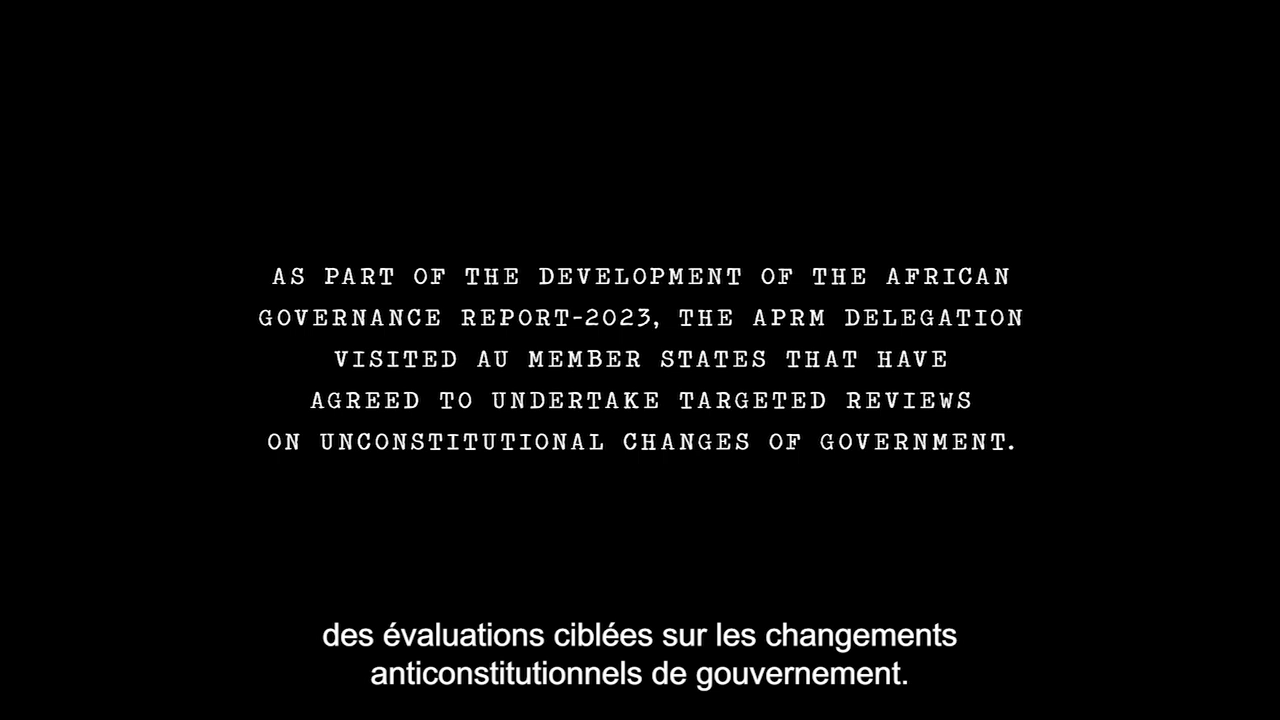 AS PART OF THE DEVELOPMENT OF THE AFRICAN
GOVERNANCE REPORT-2023, THE APRM DELEGATION
VISITED AU MEMBER STATES THAT HAVE
AGREED TO UNDERTAKE TARGETED REVIEWS
ON UNCONSTITUTIONAL CHANGES OF GOVERNMENT.
des évaluations ciblées sur les changements
anticonstitutionnels de gouvernement.